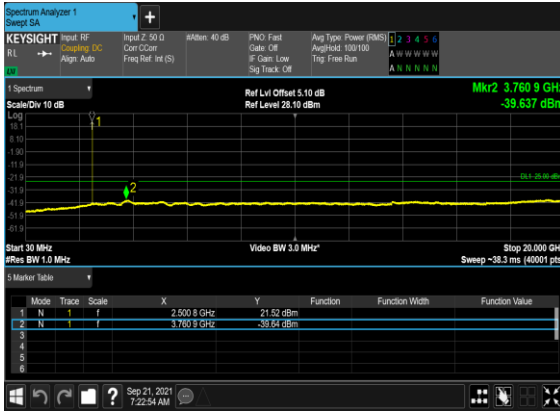 Spectrum Analyzer 1
Swept SA
+
KEYSIGHT Input: RF Input Z: 50 Ω #Atten: 40 dB PNO: Fast Avg Type: Power (RMS) 1 2 3 4 5 6
RL Coupling: DC Corr CCorr Gate: Off Avg|Hold: 100/100 A W W W W W
Align: Auto Freq Ref: Int (S) IF Gain: Low Trig: Free Run
Sig Track: Off A N N N N N
1 Spectrum Ref Lvl Offset 5.10 dB Mkr2 3.760 9 GHz
Scale/Div 10 dB Ref Level 28.10 dBm -39.637 dBm
Log
18.1
8.10
-1.90
-11.9
-21.9
-31.9
-41.9
-51.9
-61.9
1
2
DL1 -25.00 dBm
Start 30 MHz Video BW 3.0 MHz* Stop 20.000 GHz
#Res BW 1.0 MHz Sweep ~38.3 ms (40001 pts)
5 Marker Table
Mode Trace Scale X Y Function Function Width Function Value
1 N 1 f 2.500 8 GHz 21.52 dBm
2 N 1 f 3.760 9 GHz -39.64 dBm
3
4
5
6
? Sep 21, 2021
7:22:54 AM